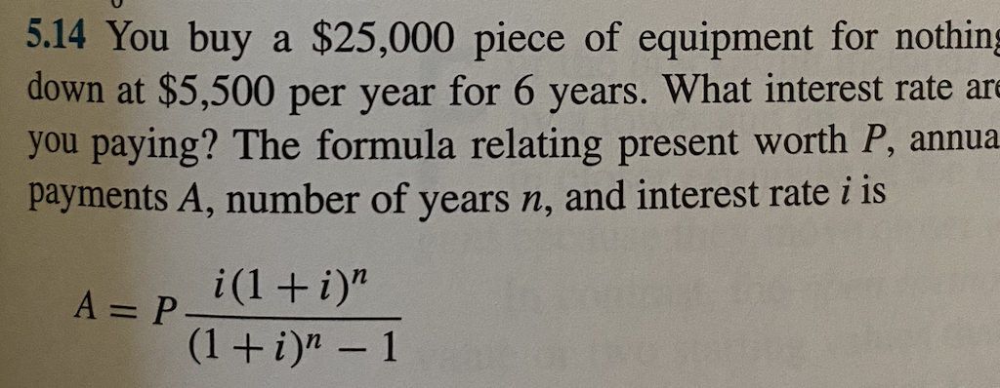 5.14 You buy a $25,000 piece of equipment for nothing
down at $5,500 per year for 6 years. What interest rate are
you paying? The formula relating present worth P, annua
payments A, number of years n, and interest rate i is
A = P i(1 + i)ⁿ / (1 + i)ⁿ − 1